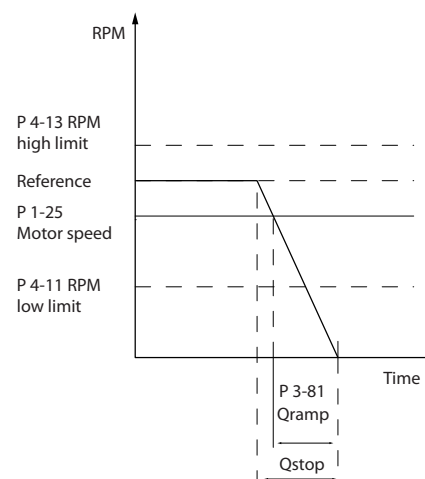 RPM
P 4-13 RPM
high limit
Reference
P 1-25
Motor speed
P 4-11 RPM
low limit
Time
P 3-81
Qramp
Qstop